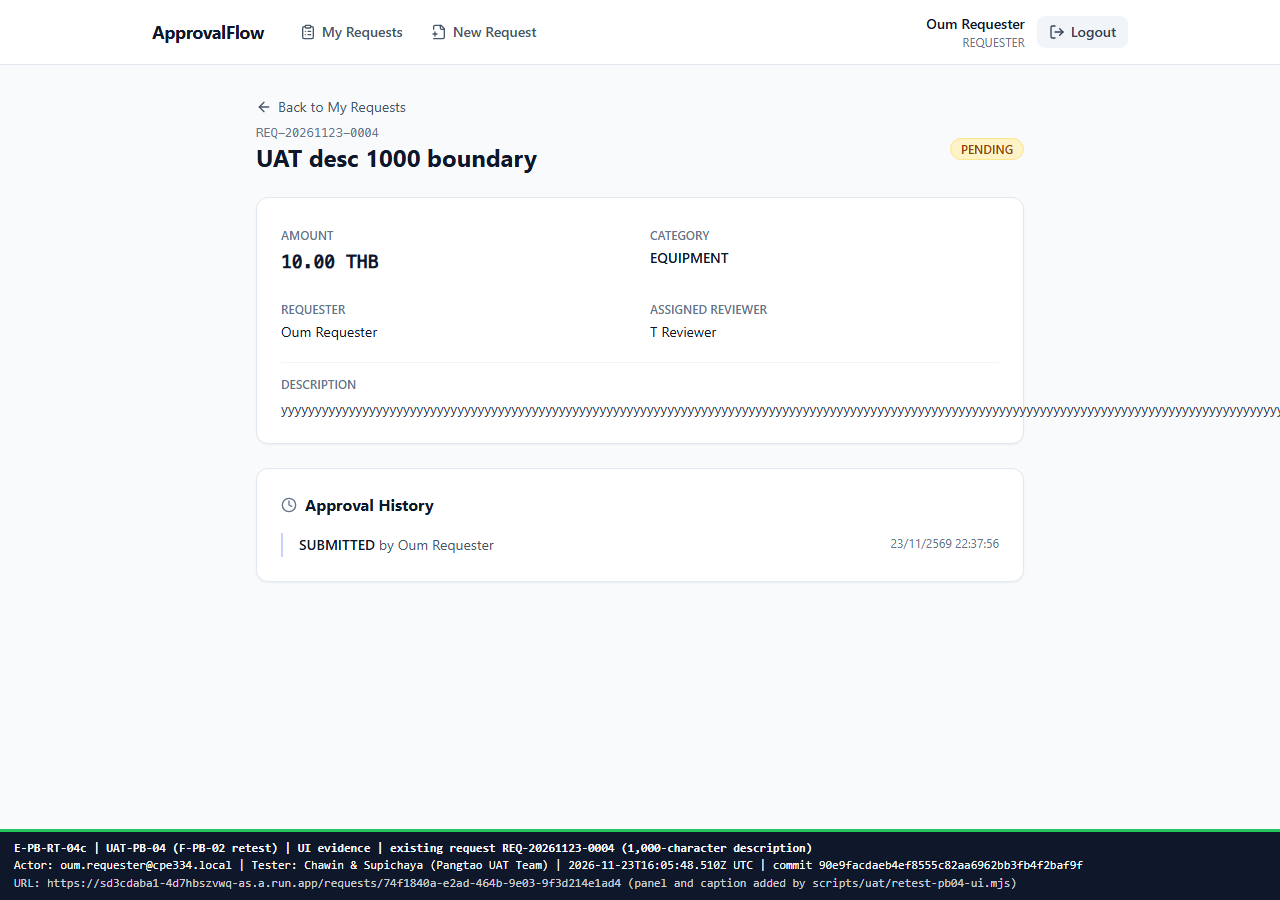 ApprovalFlow
My Requests
New Request
Oum Requester
REQUESTER
Logout
Back to My Requests
REQ-20261123-0004
UAT desc 1000 boundary
PENDING
AMOUNT
10.00 THB
CATEGORY
EQUIPMENT
REQUESTER
Oum Requester
ASSIGNED REVIEWER
T Reviewer
DESCRIPTION
Approval History
SUBMITTED by Oum Requester
23/11/2569 22:37:56
E-PB-RT-04c | UAT-PB-04 (F-PB-02 retest) | UI evidence | existing request REQ-20261123-0004 (1,000-character description)
Actor: oum.requester@cpe334.local | Tester: Chawin & Supichaya (Pangtao UAT Team) | 2026-11-23T16:05:48.510Z UTC | commit 90e9facdaeb4ef8555c82aa6962bb3fb4f2baf9f
URL: https://sd3cdaba1-4d7hbszvwq-as.a.run.app/requests/74f1840a-e2ad-464b-9e03-9f3d214e1ad4 (panel and caption added by scripts/uat/retest-pb04-ui.mjs)